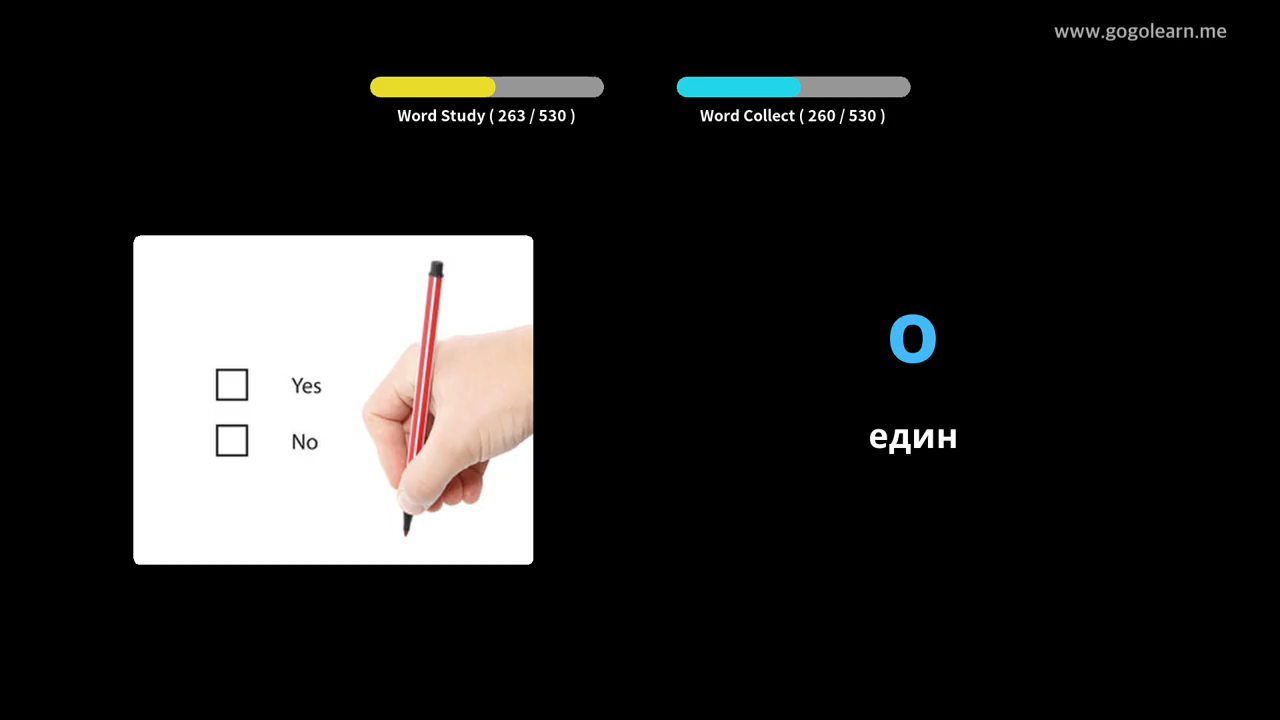 www.gogolearn.me
Word Study ( 263 / 530 )
Word Collect ( 260 / 530 )
Yes
No
o
един